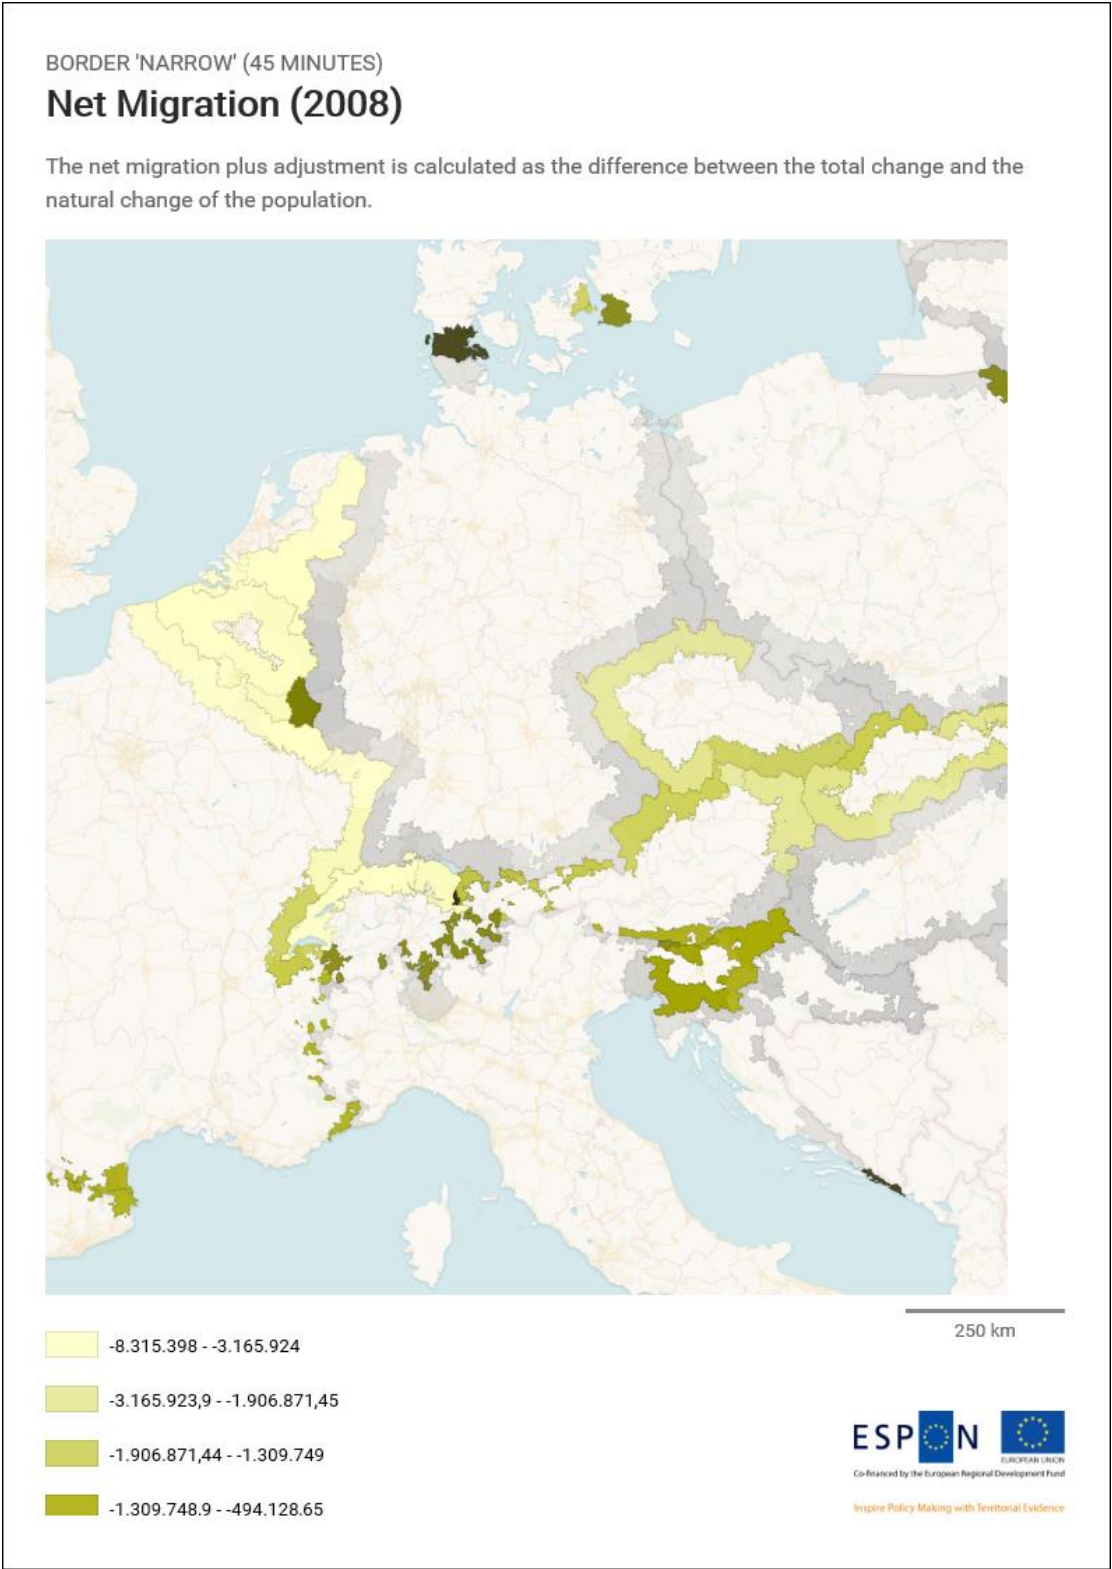 BORDER 'NARROW' (45 MINUTES)
Net Migration (2008)
The net migration plus adjustment is calculated as the difference between the total change and the
natural change of the population.
250 km
-8.315.398 - -3.165.924
-3.165.923,9 - -1.906.871,45
-1.906.871,44 - -1.309.749
-1.309.748.9 - -494.128.65
ESPON
EUROPEAN UNION
Co-financed by the European Regional Development Fund
Inspire Policy Making with Territorial Evidence